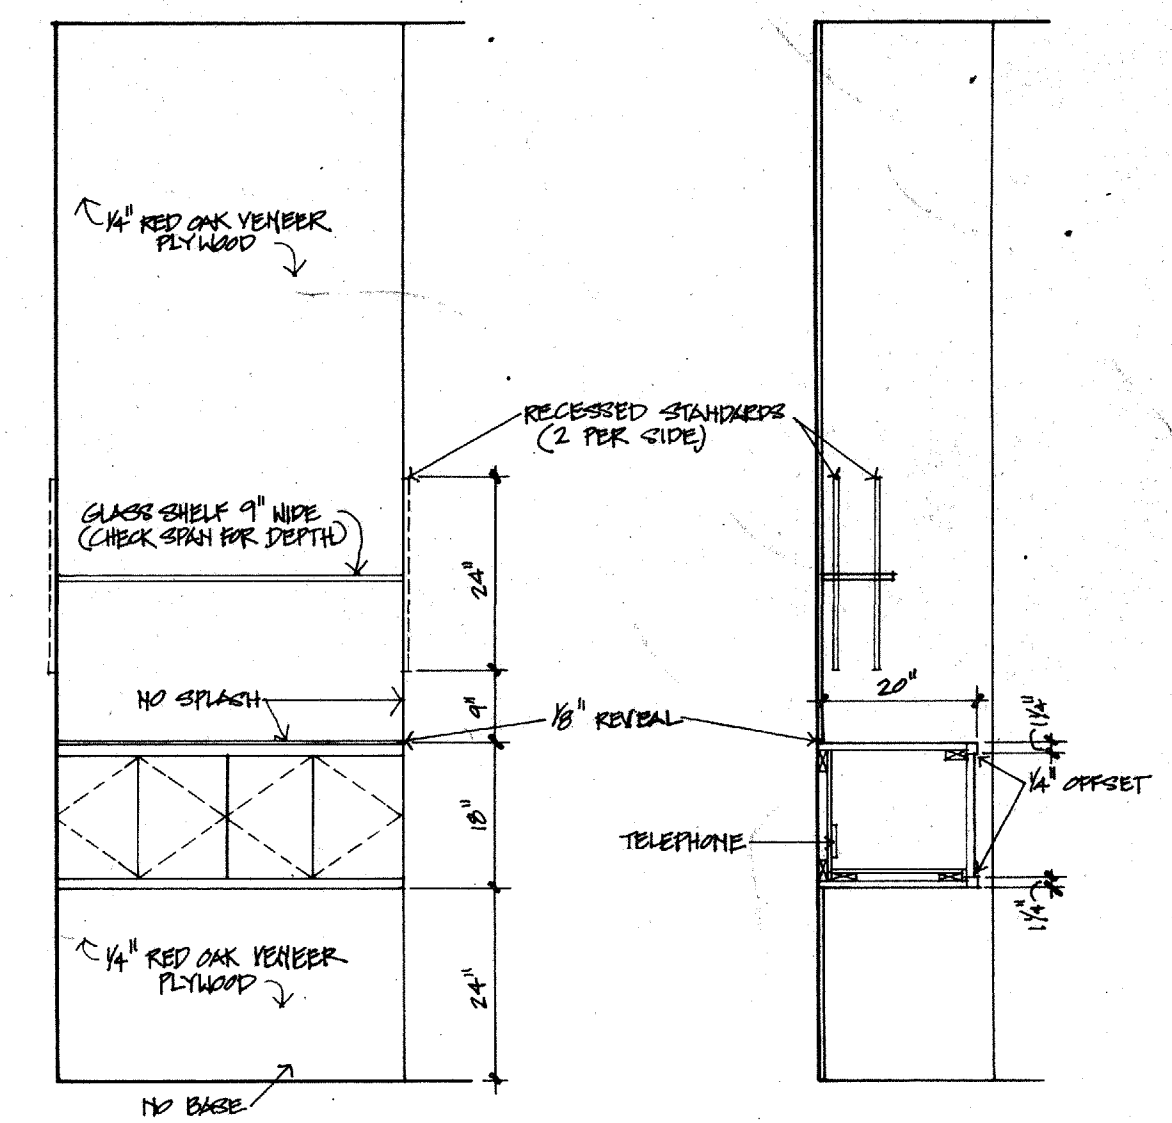 1/4" RED OAK VENEER
PLYWOOD
RECESSED STANDARDS
(2 PER SIDE)
GLASS SHELF 9" WIDE
(CHECK SPAN FOR DEPTH)
24"
NO SPLASH
9"
1/8" REVEAL
20"
1 1/4"
1/4" OFFSET
18"
TELEPHONE
1 1/4"
1/4" RED OAK VENEER
PLYWOOD
24"
NO BASE